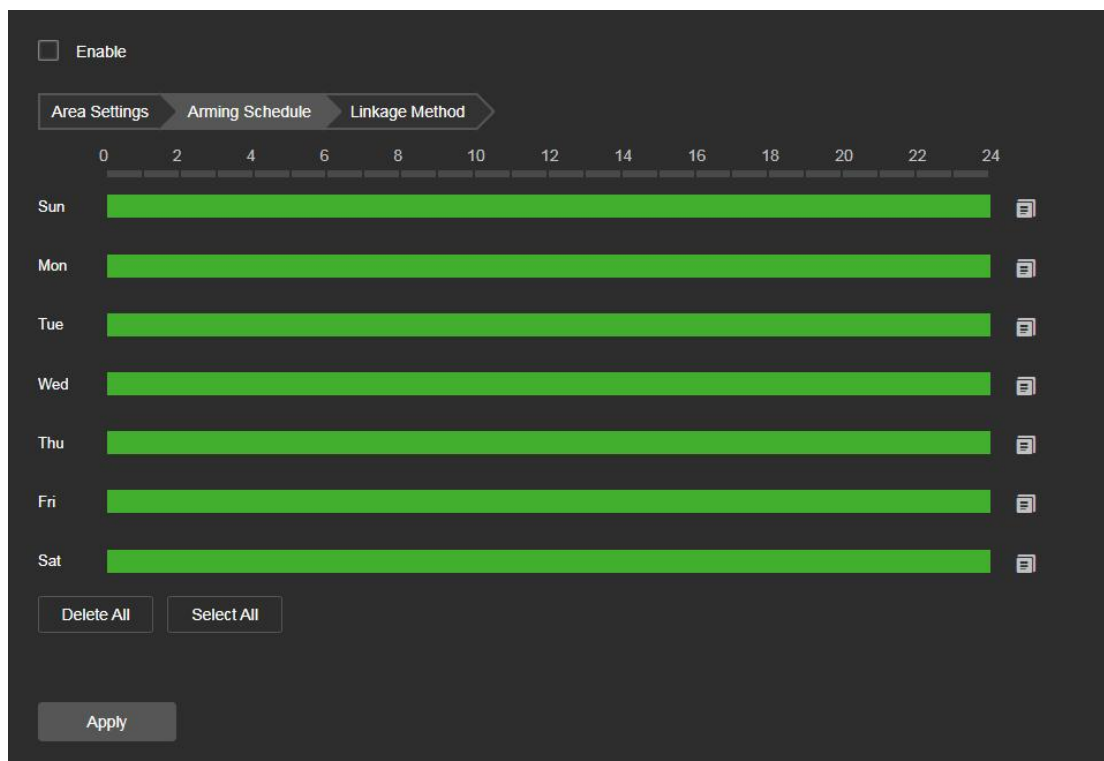 Enable
Area Settings Arming Schedule Linkage Method
0 2 4 6 8 10 12 14 16 18 20 22 24
Sun
Mon
Tue
Wed
Thu
Fri
Sat
Delete All Select All
Apply